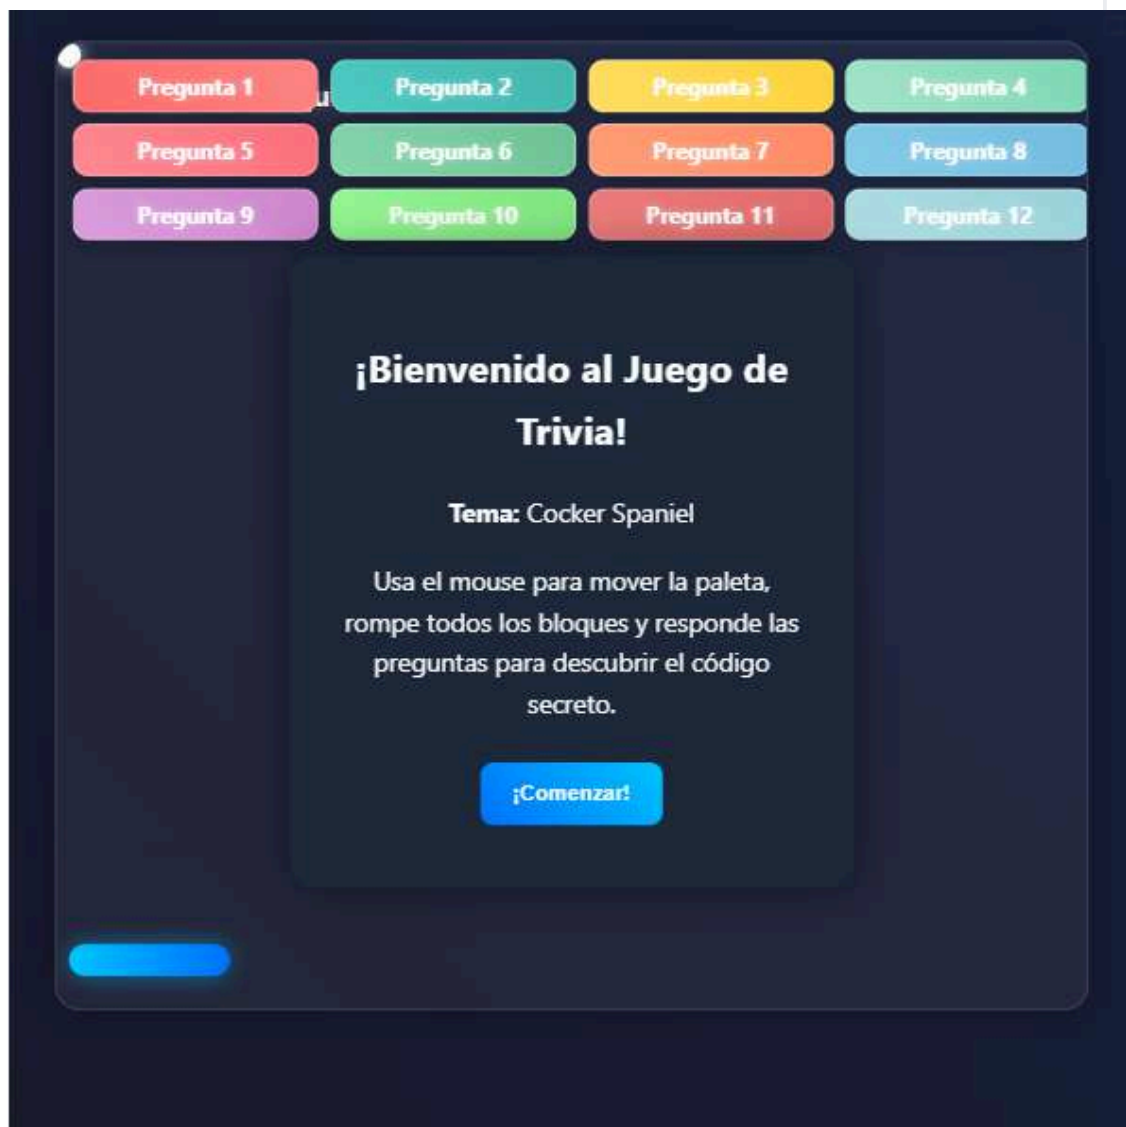 Pregunta 1 Pregunta 2 Pregunta 3 Pregunta 4
Pregunta 5 Pregunta 6 Pregunta 7 Pregunta 8
Pregunta 9 Pregunta 10 Pregunta 11 Pregunta 12
¡Bienvenido al Juego de
Trivia!
Tema: Cocker Spaniel
Usa el mouse para mover la paleta,
rompe todos los bloques y responde las
preguntas para descubrir el código
secreto.
¡Comenzar!